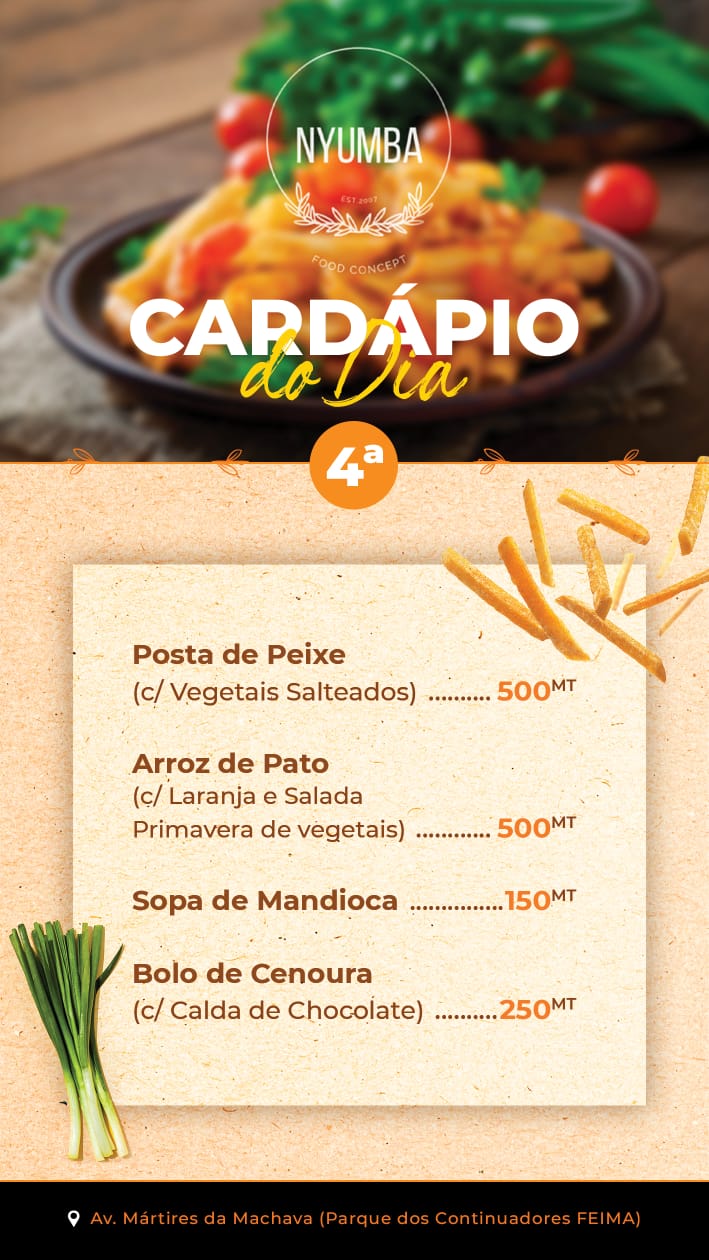 NYUMBA
EST.2007
FOOD CONCEPT
CARDÁPIO
do Dia
4ª
Posta de Peixe
(c/ Vegetais Salteados) .......... 500MT
Arroz de Pato
(c/ Laranja e Salada
Primavera de vegetais) ............ 500MT
Sopa de Mandioca ...............150MT
Bolo de Cenoura
(c/ Calda de Chocolate) ..........250MT
Av. Mártires da Machava (Parque dos Continuadores FEIMA)